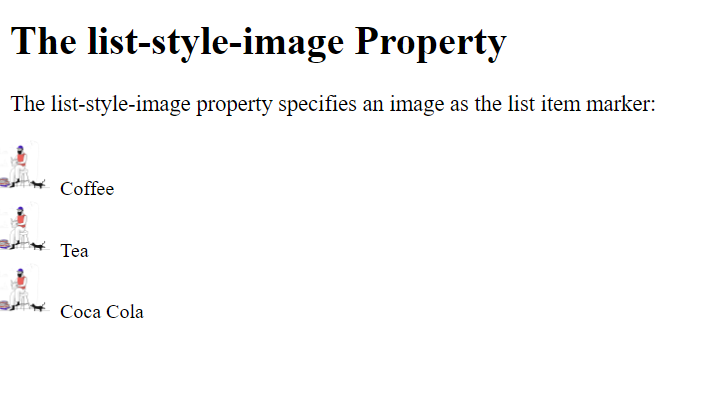 The list-style-image Property
The list-style-image property specifies an image as the list item marker:
Coffee
Tea
Coca Cola